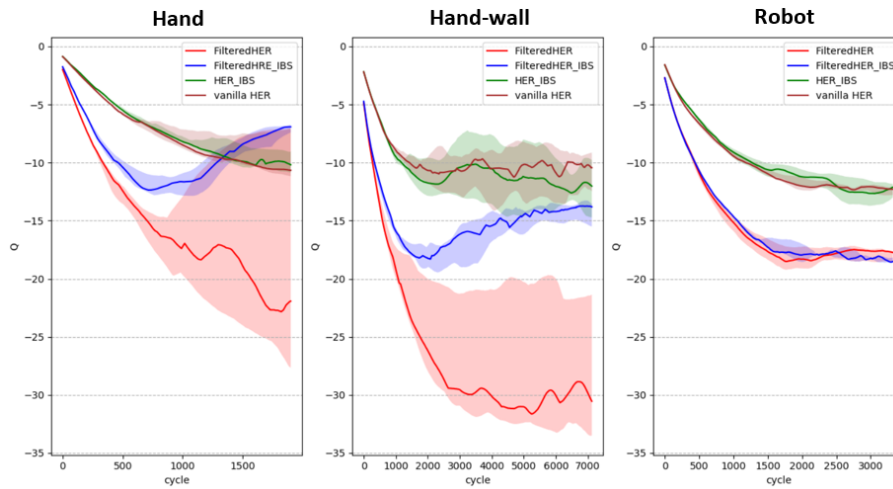 Hand
Hand-wall
Robot
0
−5
−10
−15
−20
−25
−30
−35
Q
0
500
1000
1500
cycle
FilteredHER
FilteredHRE_IBS
HER_IBS
vanilla HER
0
−5
−10
−15
−20
−25
−30
−35
Q
0
1000
2000
3000
4000
5000
6000
7000
cycle
FilteredHER
FilteredHER_IBS
HER_IBS
vanilla HER
0
−5
−10
−15
−20
−25
−30
−35
Q
0
500
1000
1500
2000
2500
3000
cycle
FilteredHER
FilteredHER_IBS
HER_IBS
vanilla HER